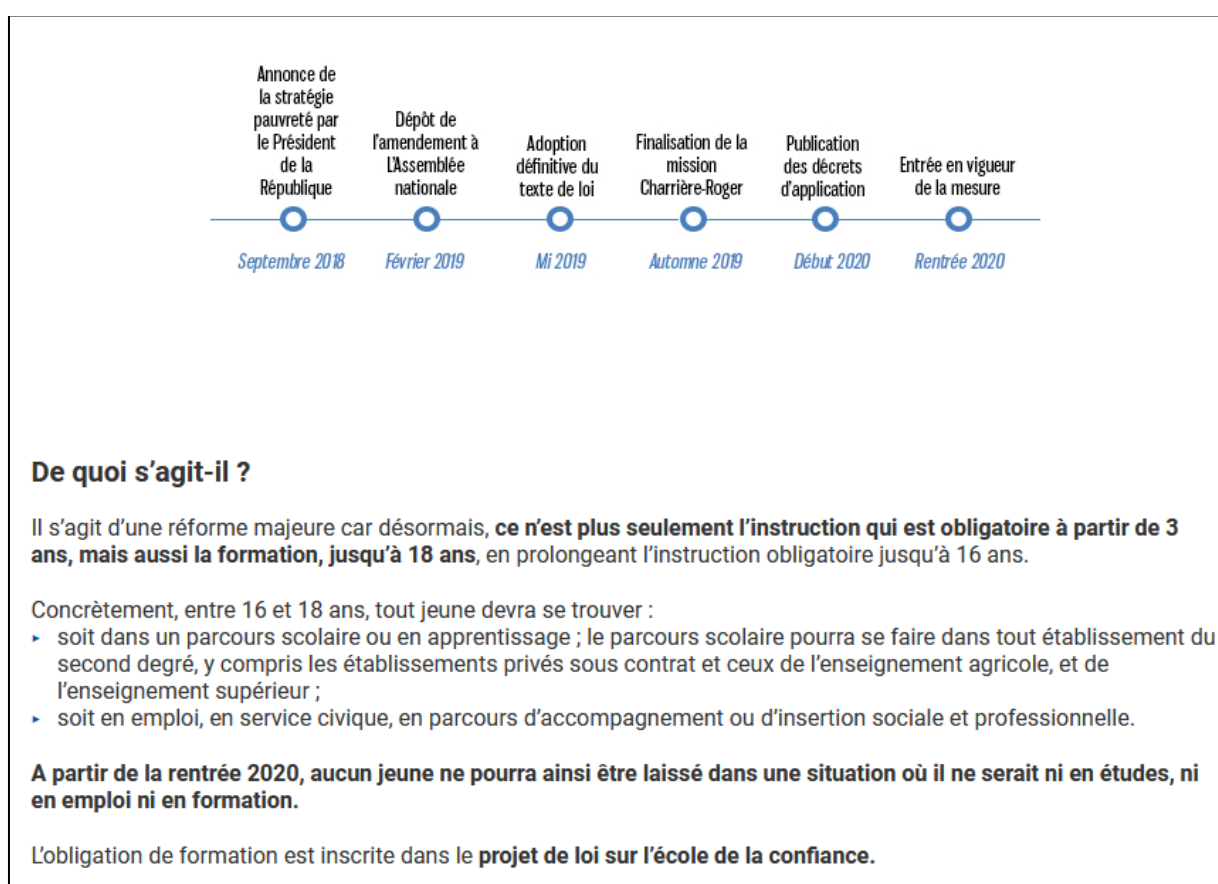 Annonce de
la stratégie
pauvreté par
le Président
de la
République
Dépôt de
l'amendement à
L'Assemblée
nationale
Adoption
définitive du
texte de loi
Finalisation de la
mission
Charrière-Roger
Publication
des décrets
d'application
Entrée en vigueur
de la mesure
Septembre 2018
Février 2019
Mi 2019
Automne 2019
Début 2020
Rentrée 2020
De quoi s'agit-il ?
Il s'agit d'une réforme majeure car désormais, ce n'est plus seulement l'instruction qui est obligatoire à partir de 3
ans, mais aussi la formation, jusqu'à 18 ans, en prolongeant l'instruction obligatoire jusqu'à 16 ans.
Concrètement, entre 16 et 18 ans, tout jeune devra se trouver :
▸ soit dans un parcours scolaire ou en apprentissage ; le parcours scolaire pourra se faire dans tout établissement du
second degré, y compris les établissements privés sous contrat et ceux de l'enseignement agricole, et de
l'enseignement supérieur ;
▸ soit en emploi, en service civique, en parcours d'accompagnement ou d'insertion sociale et professionnelle.
A partir de la rentrée 2020, aucun jeune ne pourra ainsi être laissé dans une situation où il ne serait ni en études, ni
en emploi ni en formation.
L'obligation de formation est inscrite dans le projet de loi sur l'école de la confiance.